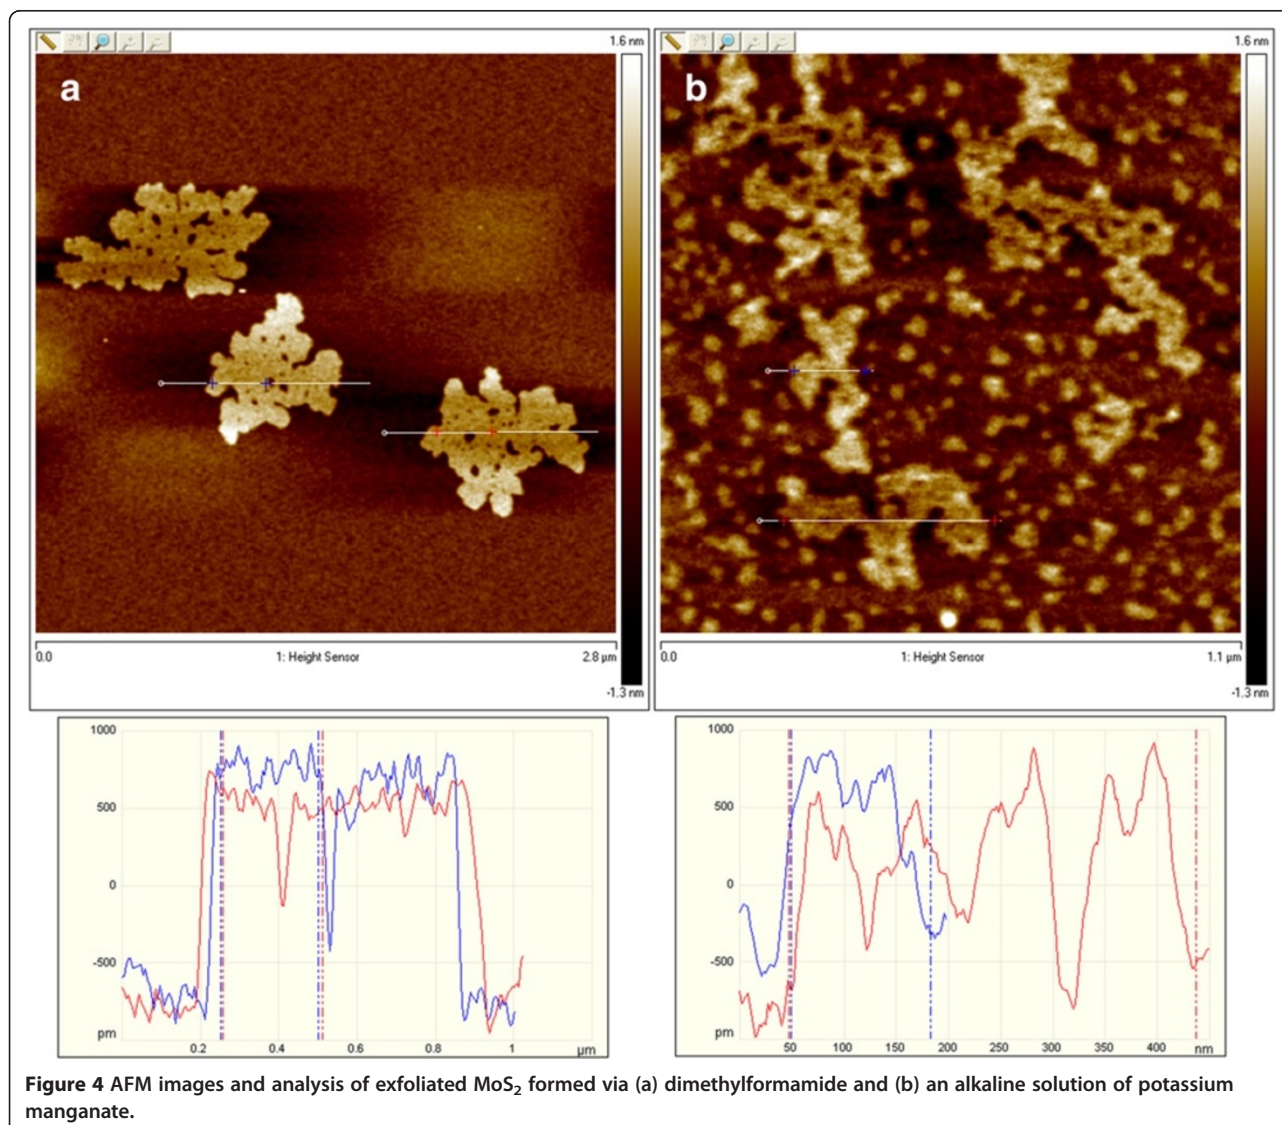 1.6 nm
a
0.0
1: Height Sensor
2.8 µm
-1.3 nm
1.6 nm
b
0.0
1: Height Sensor
1.1 µm
-1.3 nm
1000
500
0
-500
pm
0.2
0.4
0.6
0.8
1
µm
1000
500
0
-500
pm
50
100
150
200
250
300
350
400
nm
Figure 4 AFM images and analysis of exfoliated MoS₂ formed via (a) dimethylformamide and (b) an alkaline solution of potassium
manganate.